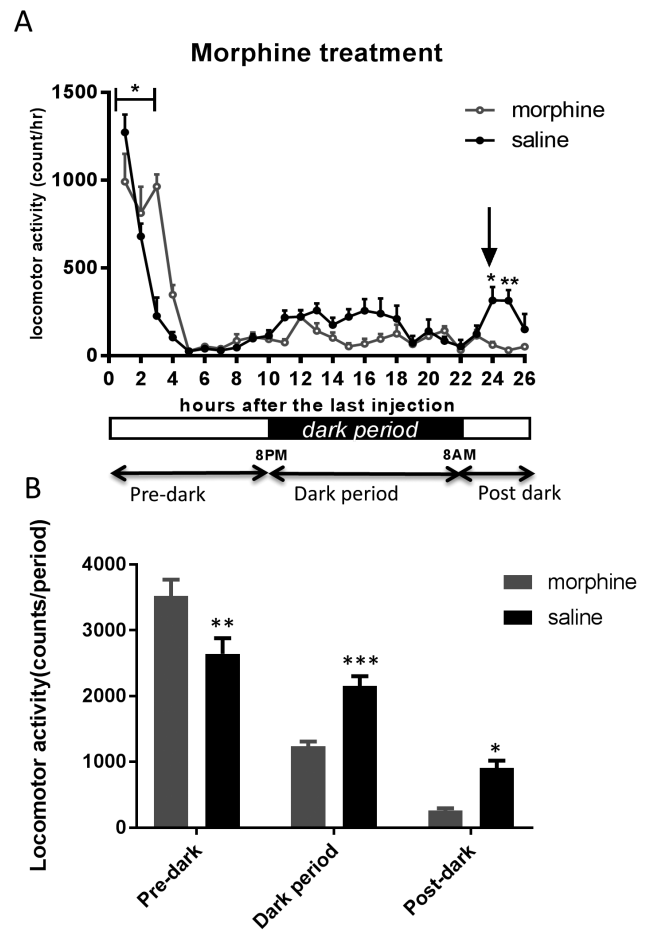 A
Morphine treatment
locomotor activity (count/hr)
1500
1000
500
0
*
morphine
saline
* **
0 2 4 6 8 10 12 14 16 18 20 22 24 26
hours after the last injection
dark period
8PM 8AM
Pre-dark Dark period Post dark
B
Locomotor activity(counts/period)
4000
3000
2000
1000
0
morphine
saline
**
***
*
Pre-dark
Dark period
Post-dark